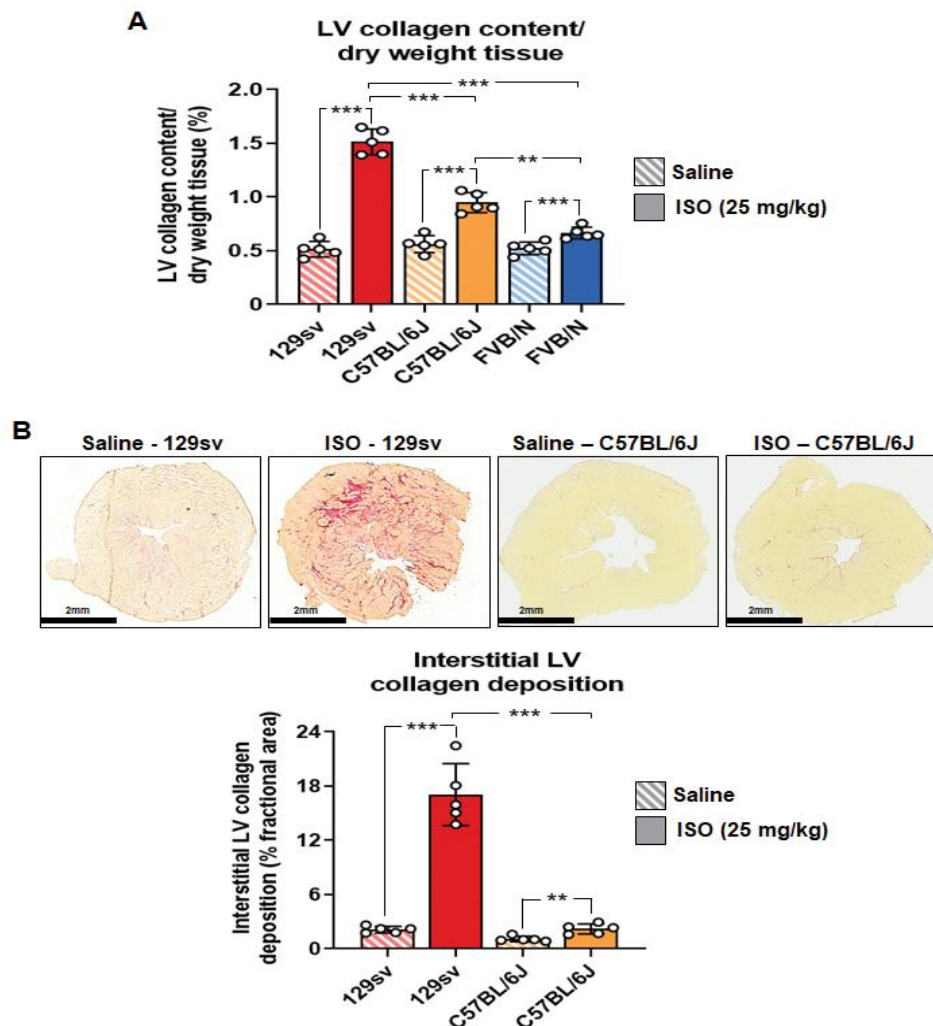 A
LV collagen content/
dry weight tissue
LV collagen content/
dry weight tissue (%)
2.0
1.5
1.0
0.5
0
***
***
***
***
**
***
129sv
129sv
C57BL/6J
C57BL/6J
FVB/N
FVB/N
Saline
ISO (25 mg/kg)
B
Saline - 129sv
ISO - 129sv
Saline – C57BL/6J
ISO – C57BL/6J
2mm
2mm
2mm
2mm
Interstitial LV
collagen deposition
Interstitial LV collagen
deposition (% fractional area)
24
18
12
6
0
***
***
**
129sv
129sv
C57BL/6J
C57BL/6J
Saline
ISO (25 mg/kg)